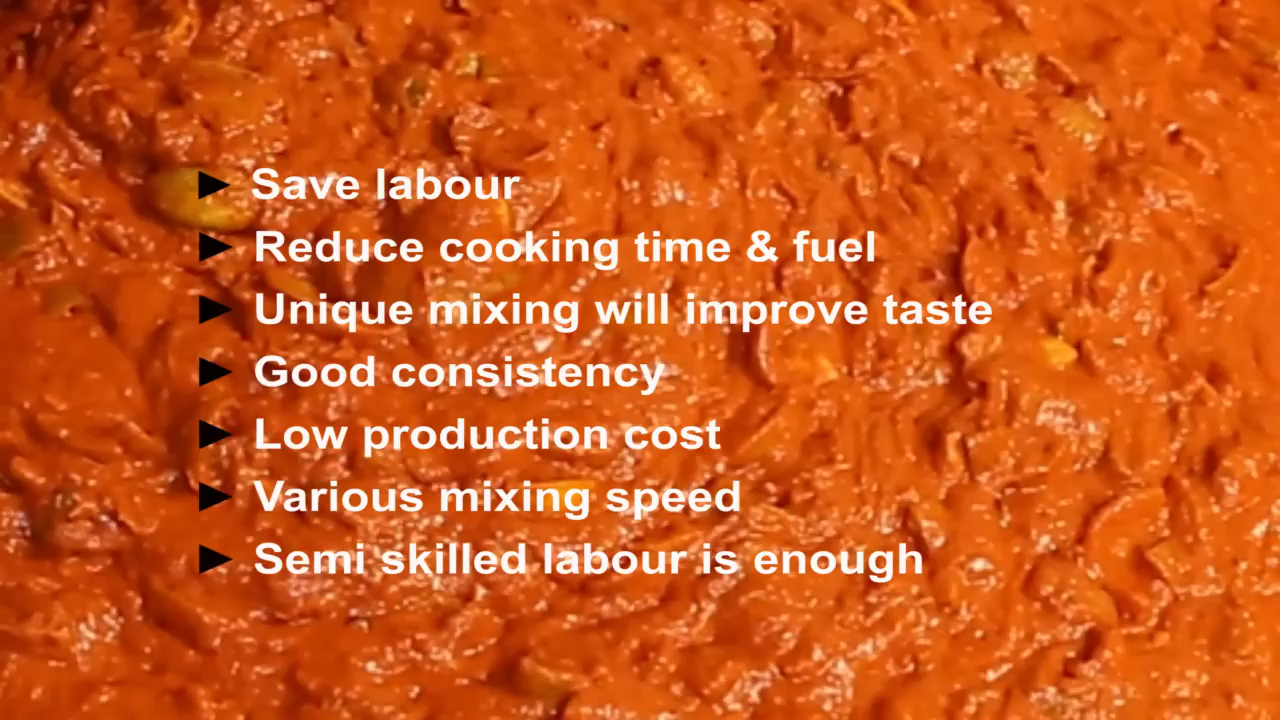 ► Save labour
► Reduce cooking time & fuel
► Unique mixing will improve taste
► Good consistency
► Low production cost
► Various mixing speed
► Semi skilled labour is enough